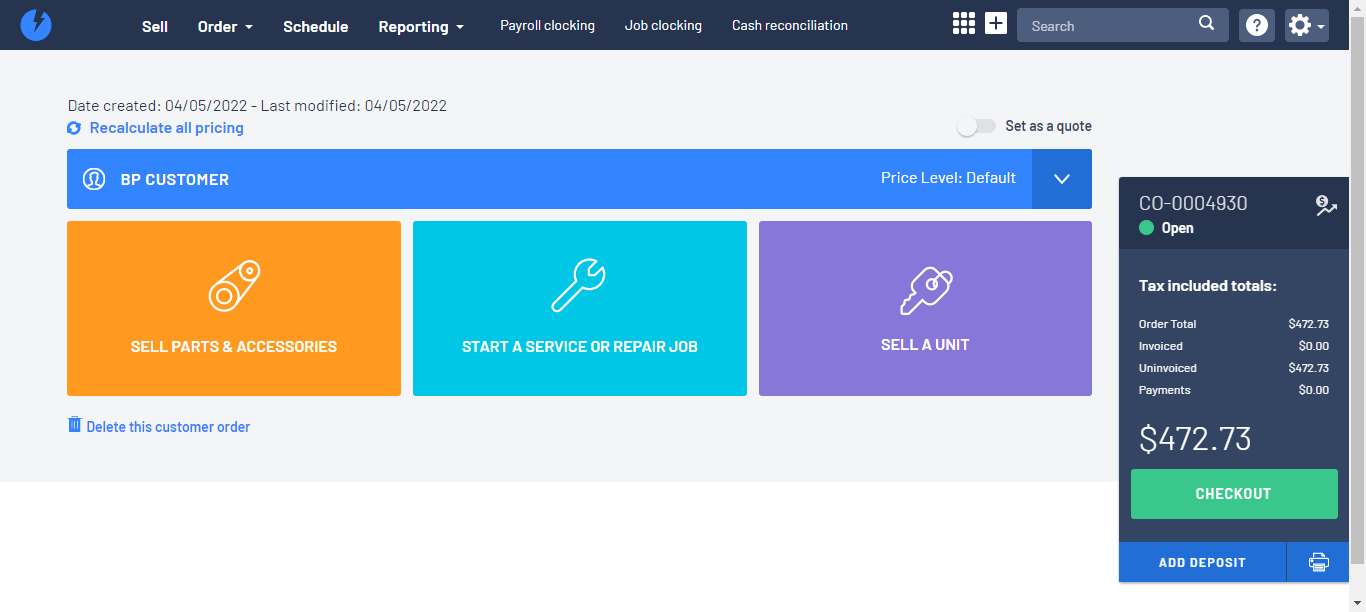 Sell Order Schedule Reporting Payroll clocking Job clocking Cash reconciliation Search
Date created: 04/05/2022 - Last modified: 04/05/2022
Recalculate all pricing
Set as a quote
BP CUSTOMER Price Level: Default
SELL PARTS & ACCESSORIES
START A SERVICE OR REPAIR JOB
SELL A UNIT
Delete this customer order
CO-0004930
Open
Tax included totals:
Order Total $472.73
Invoiced $0.00
Uninvoiced $472.73
Payments $0.00
$472.73
CHECKOUT
ADD DEPOSIT